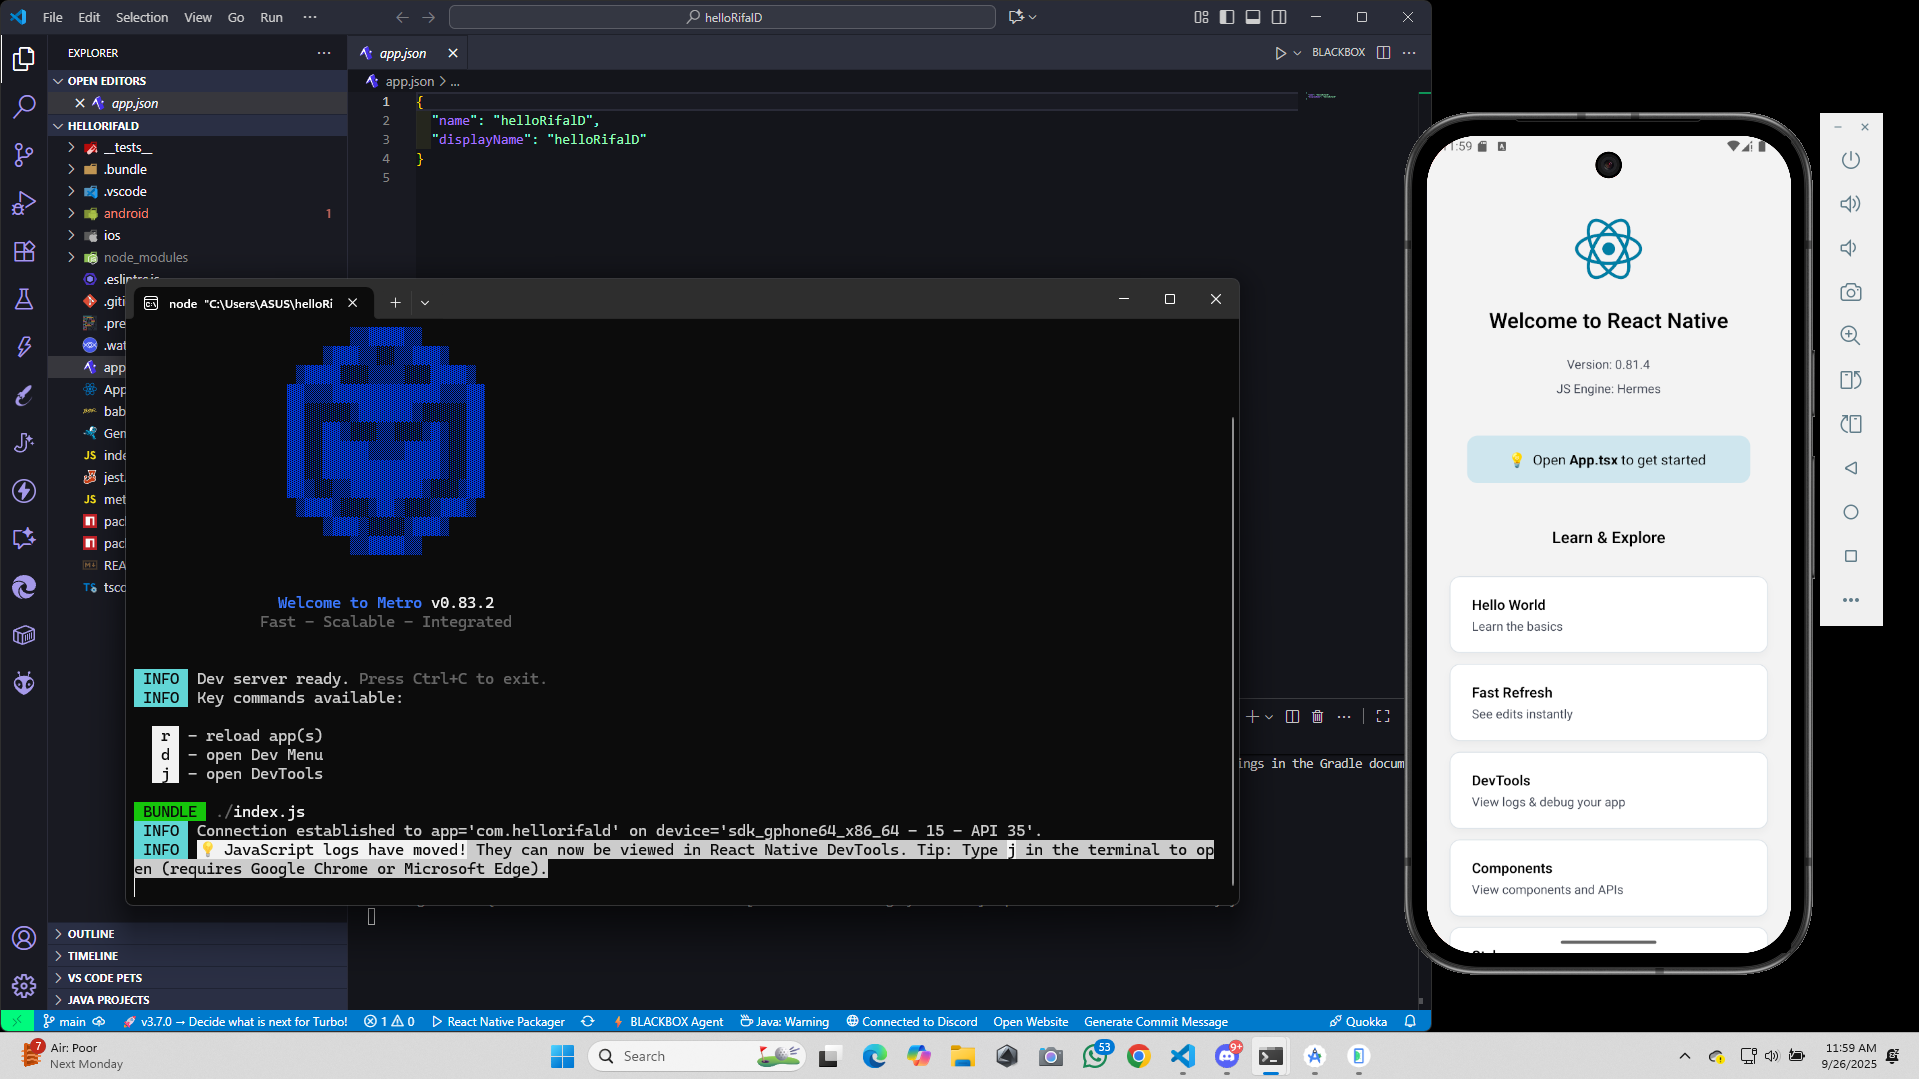 File Edit Selection View Go Run ···
helloRifalD
EXPLORER
OPEN EDITORS
app.json
HELLORIFALD
__tests__
.bundle
.vscode
android 1
ios
node_modules
.eslintrc.js
.giti
.pre
.wat
app
App
bab
Gen
JS inde
jest.
JS met
pac
pac
REA
TS tsco
OUTLINE
TIMELINE
VS CODE PETS
JAVA PROJECTS
app.json
BLACKBOX
app.json > ...
1 {
2 "name": "helloRifalD",
3 "displayName": "helloRifalD"
4 }
5
node "C:\Users\ASUS\helloRi
Welcome to Metro v0.83.2
Fast - Scalable - Integrated
INFO Dev server ready. Press Ctrl+C to exit.
INFO Key commands available:
r - reload app(s)
d - open Dev Menu
j - open DevTools
BUNDLE ./index.js
INFO Connection established to app='com.hellorifald' on device='sdk_gphone64_x86_64 - 15 - API 35'.
INFO 💡 JavaScript logs have moved! They can now be viewed in React Native DevTools. Tip: Type j in the terminal to op
en (requires Google Chrome or Microsoft Edge).
ings in the Gradle docum
main
v3.7.0 → Decide what is next for Turbo!
1 0
React Native Packager
BLACKBOX Agent
Java: Warning
Connected to Discord
Open Website
Generate Commit Message
Quokka
11:59
Welcome to React Native
Version: 0.81.4
JS Engine: Hermes
💡 Open App.tsx to get started
Learn & Explore
Hello World
Learn the basics
Fast Refresh
See edits instantly
DevTools
View logs & debug your app
Components
View components and APIs
7
Air: Poor
Next Monday
Search
53
9+
11:59 AM
9/26/2025